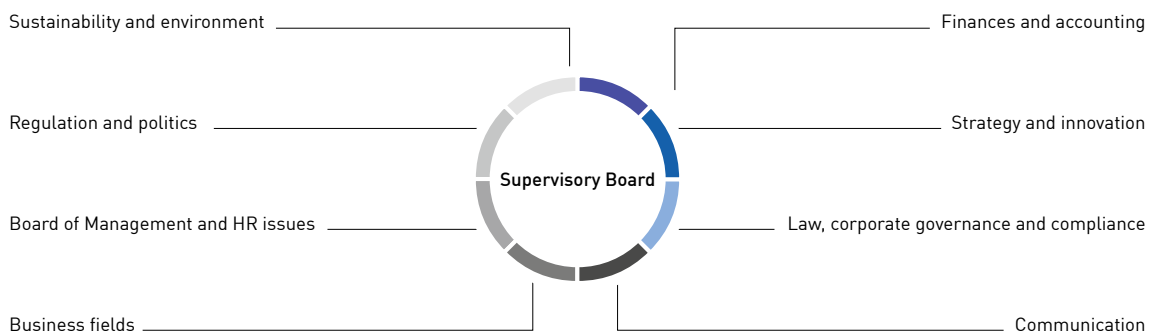 Sustainability and environment
Finances and accounting
Regulation and politics
Strategy and innovation
Supervisory Board
Board of Management and HR issues
Law, corporate governance and compliance
Business fields
Communication